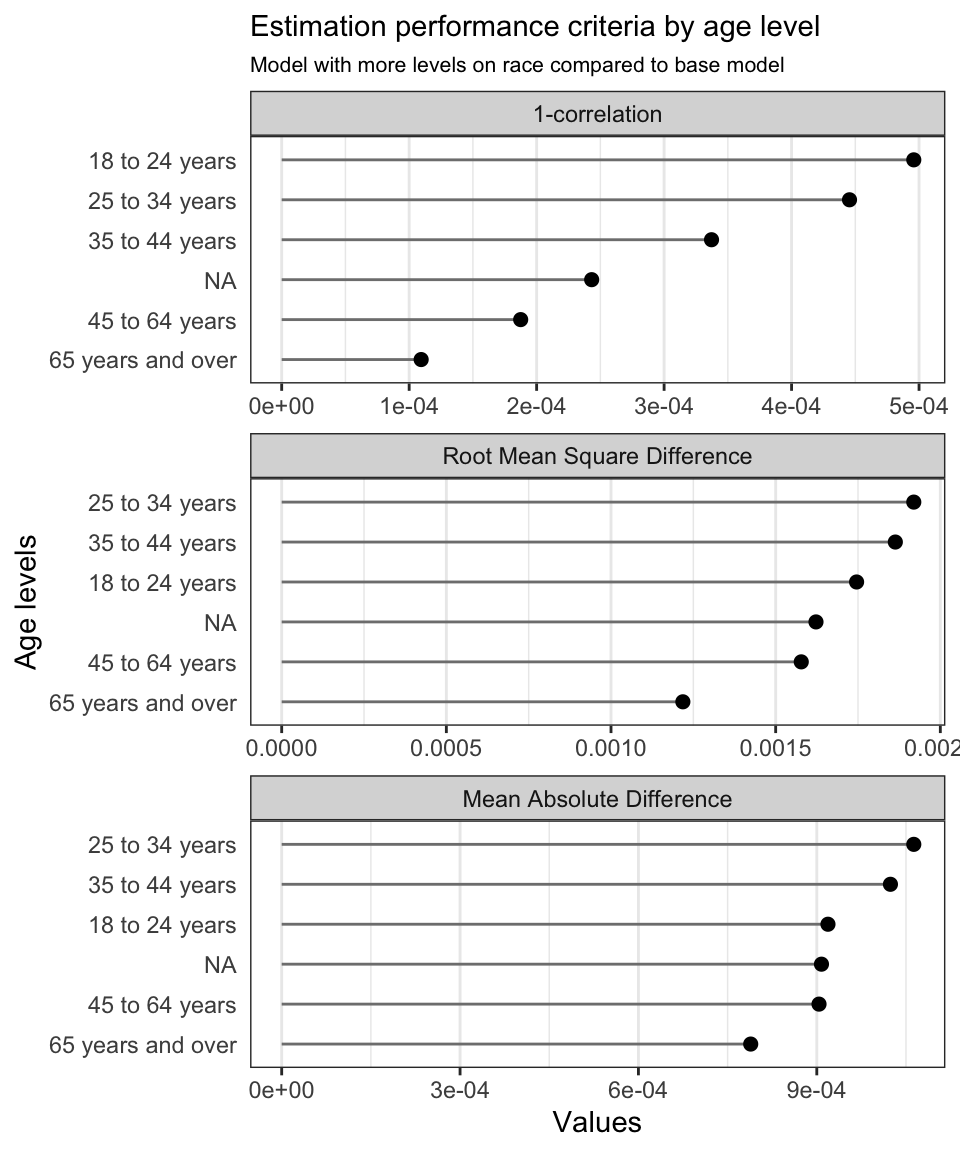 Estimation performance criteria by age level
Model with more levels on race compared to base model
1-correlation
18 to 24 years
25 to 34 years
35 to 44 years
NA
45 to 64 years
65 years and over
0e+00 1e-04 2e-04 3e-04 4e-04 5e-04
Root Mean Square Difference
25 to 34 years
35 to 44 years
18 to 24 years
NA
45 to 64 years
65 years and over
0.0000 0.0005 0.0010 0.0015 0.002
Mean Absolute Difference
25 to 34 years
35 to 44 years
18 to 24 years
NA
45 to 64 years
65 years and over
0e+00 3e-04 6e-04 9e-04
Values
Age levels